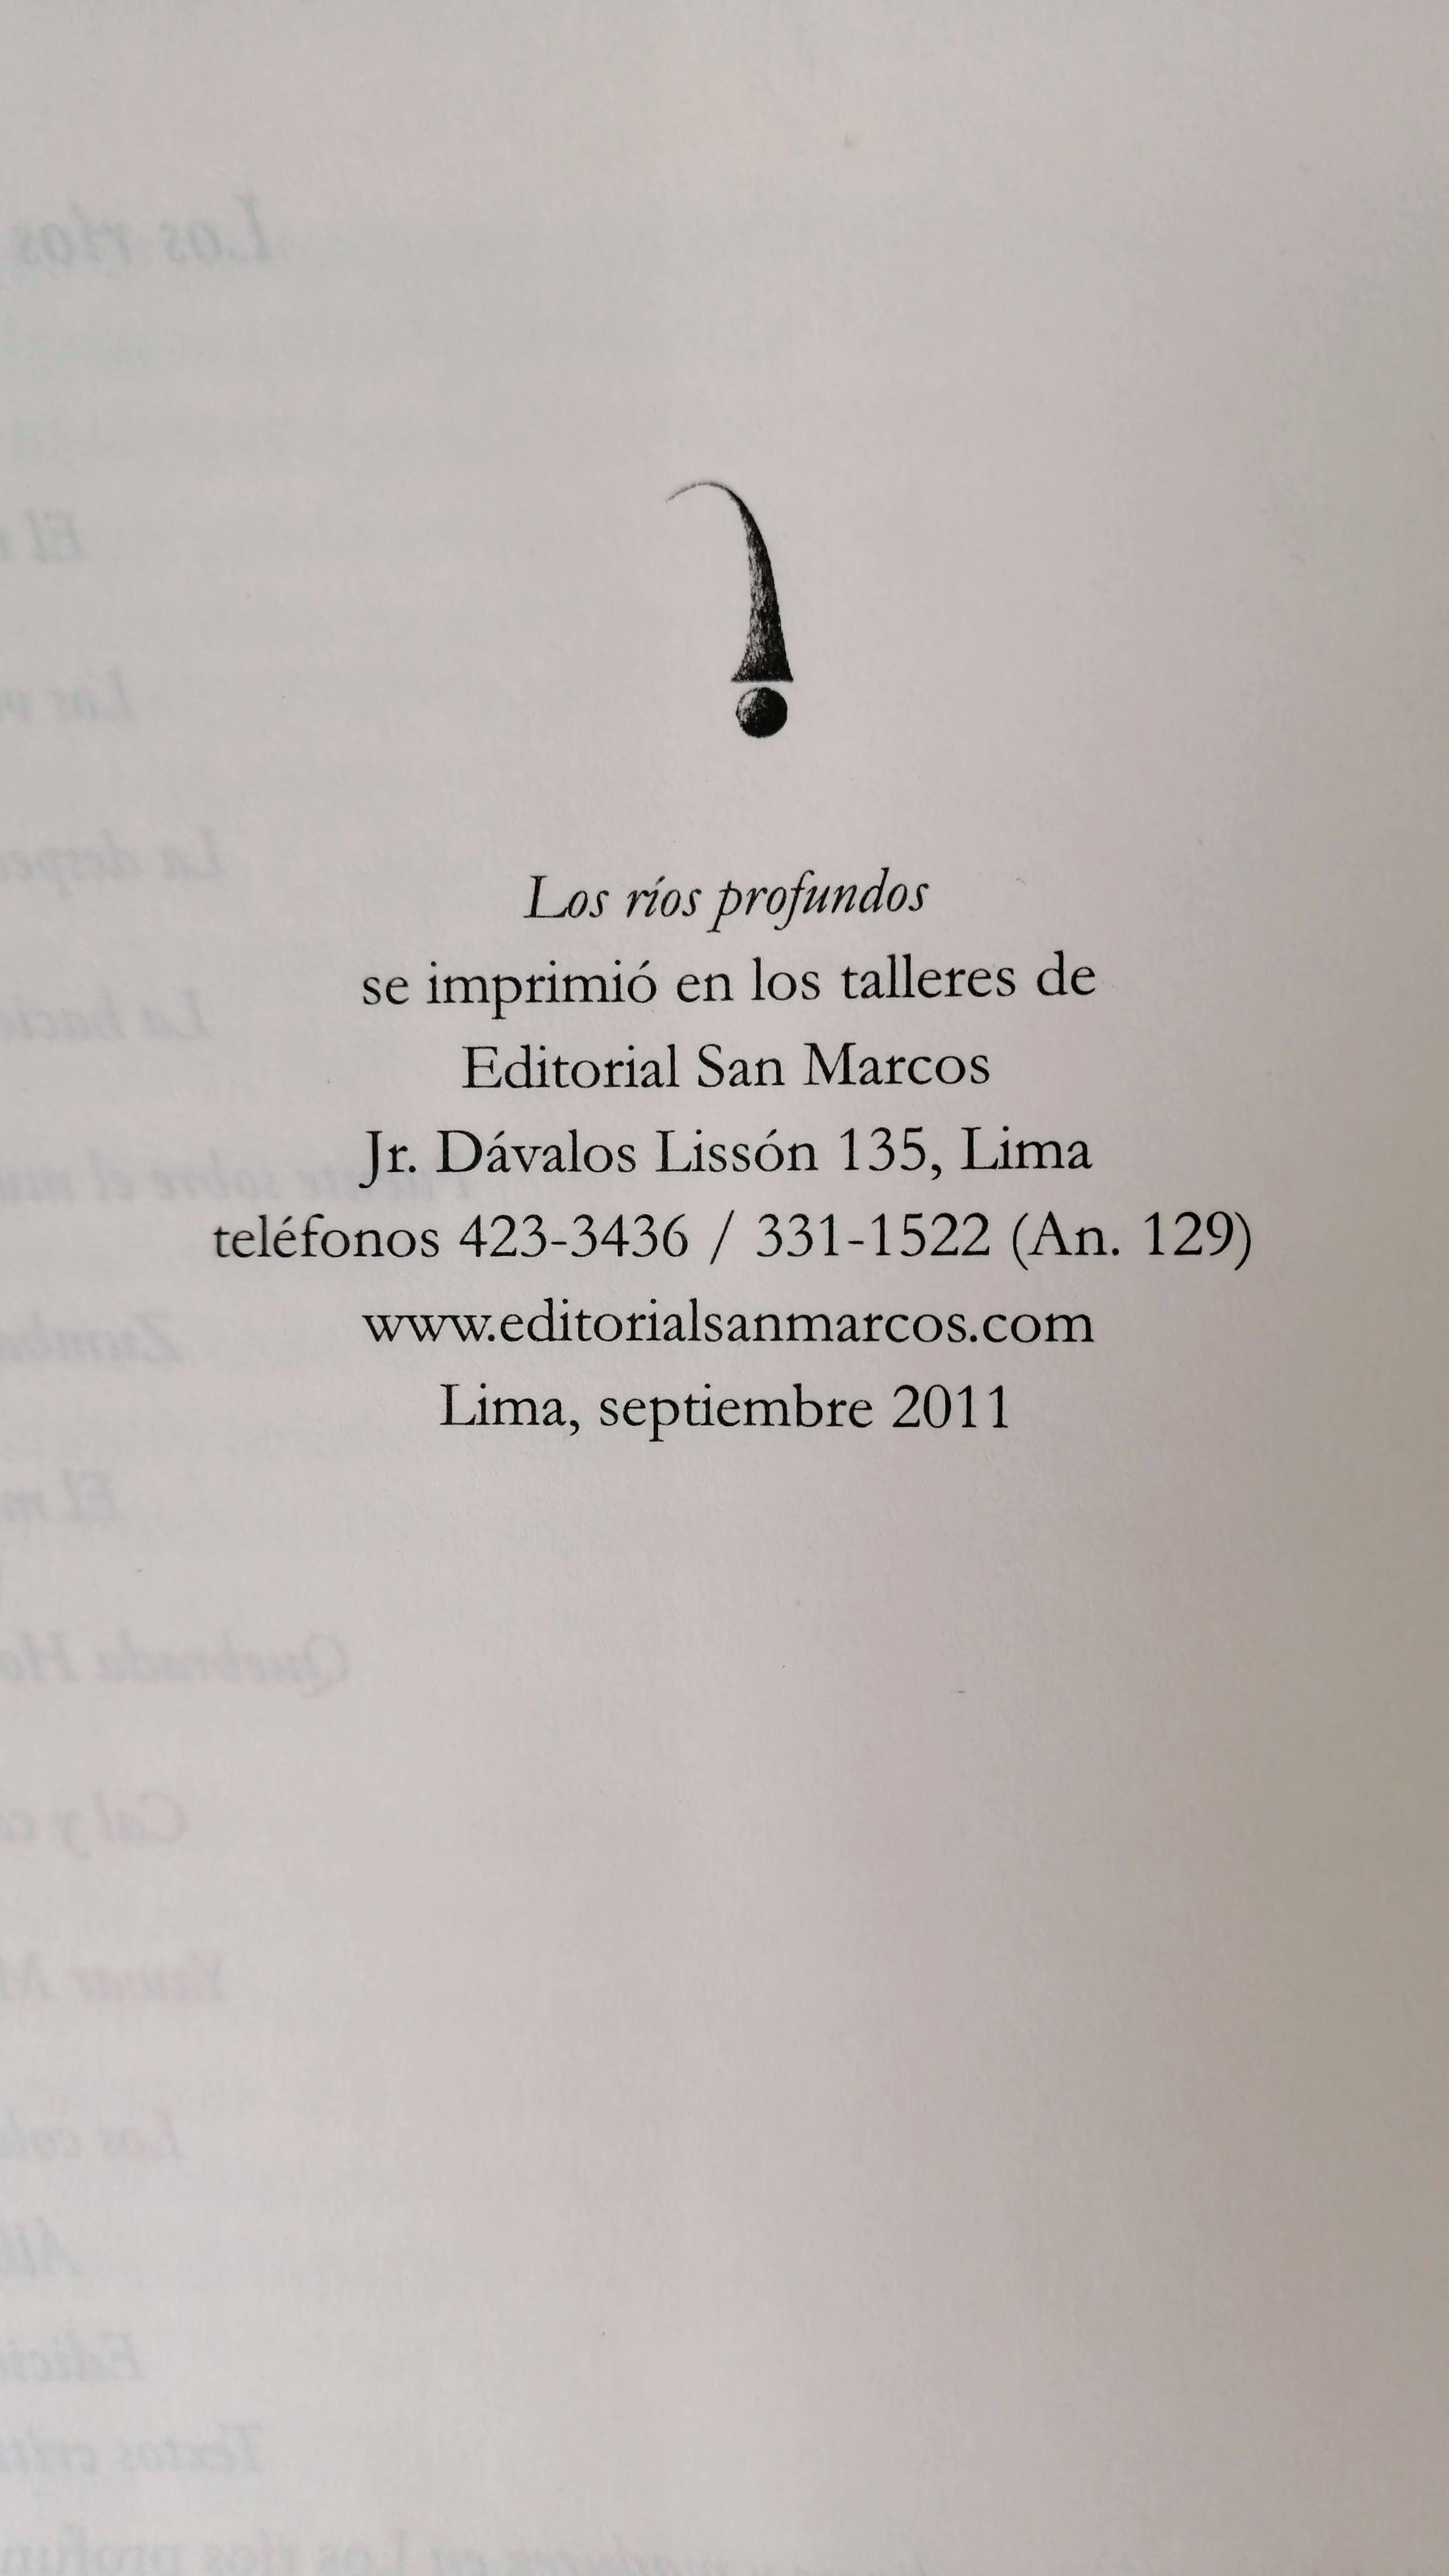 Los ríos profundos
se imprimió en los talleres de
Editorial San Marcos
Jr. Dávalos Lissón 135, Lima
teléfonos 423-3436 / 331-1522 (An. 129)
www.editorialsanmarcos.com
Lima, septiembre 2011